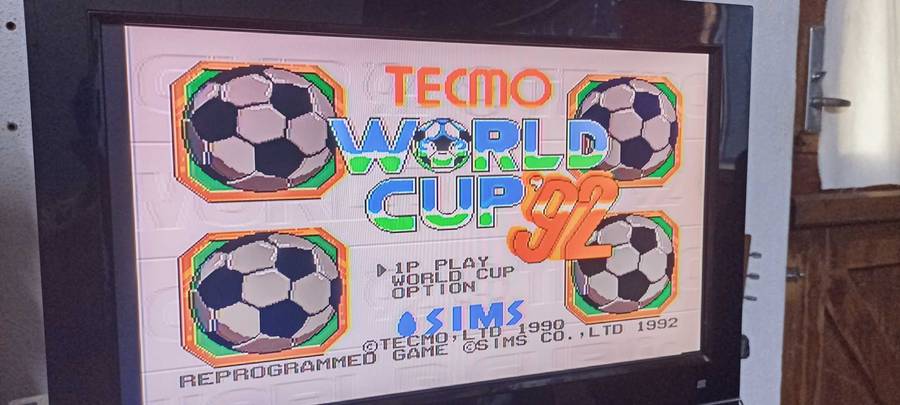 TECMO
WORLD
CUP '92
1P PLAY
WORLD CUP
OPTION
SIMS
©TECMO,LTD 1990
REPROGRAMMED GAME ©SIMS CO.,LTD 1992